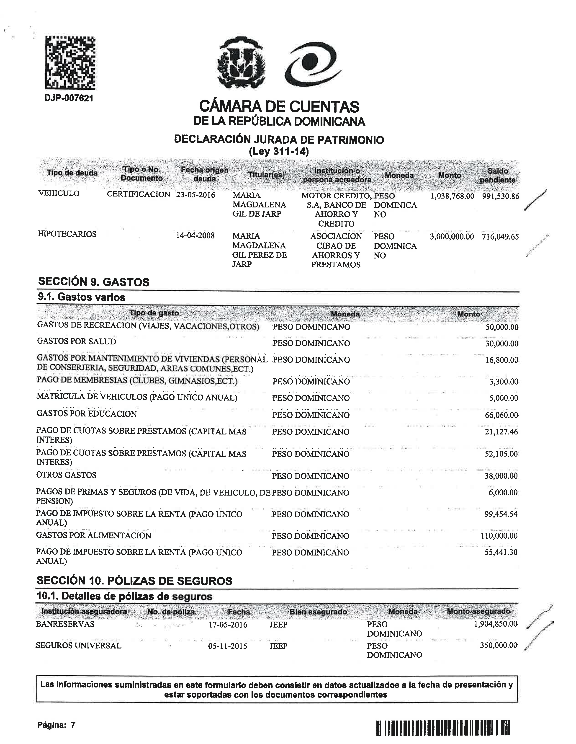 DJP-007621
CÁMARA DE CUENTAS
DE LA REPÚBLICA DOMINICANA
DECLARACIÓN JURADA DE PATRIMONIO
(Ley 311-14)
Tipo de deuda Tipo o No. Documento Fecha origen deuda Titular(es) Institución o persona acreedora Moneda Monto Saldo pendiente
VEHICULO CERTIFICACION 23-05-2016 MARIA MOTOR CREDITO, PESO 1,038,768.00 991,530.86
MAGDALENA S.A, BANCO DE DOMINICA
GIL DE JARP AHORRO Y NO
CREDITO
HIPOTECARIOS 14-04-2008 MARIA ASOCIACION PESO 3,000,000.00 716,049.65
MAGDALENA CIBAO DE DOMINICA
GIL PEREZ DE AHORROS Y NO
JARP PRESTAMOS
SECCIÓN 9. GASTOS
9.1. Gastos varios
Tipo de gasto Moneda Monto
GASTOS DE RECREACION (VIAJES, VACACIONES,OTROS) PESO DOMINICANO 50,000.00
GASTOS POR SALUD PESO DOMINICANO 30,000.00
GASTOS POR MANTENIMIENTO DE VIVIENDAS (PERSONAL PESO DOMINICANO 16,800.00
DE CONSERJERIA, SEGURIDAD, AREAS COMUNES,ECT.)
PAGO DE MEMBRESIAS (CLUBES, GIMNASIOS,ECT.) PESO DOMINICANO 3,300.00
MATRICULA DE VEHICULOS (PAGO UNICO ANUAL) PESO DOMINICANO 5,000.00
GASTOS POR EDUCACION PESO DOMINICANO 66,060.00
PAGO DE CUOTAS SOBRE PRESTAMOS (CAPITAL MAS PESO DOMINICANO 21,127.46
INTERES)
PAGO DE CUOTAS SOBRE PRESTAMOS (CAPITAL MAS PESO DOMINICANO 52,105.00
INTERES)
OTROS GASTOS PESO DOMINICANO 38,000.00
PAGOS DE PRIMAS Y SEGUROS (DE VIDA, DE VEHICULO, DE PESO DOMINICANO 6,000.00
PENSION)
PAGO DE IMPUESTO SOBRE LA RENTA (PAGO UNICO PESO DOMINICANO 99,454.54
ANUAL)
GASTOS POR ALIMENTACION PESO DOMINICANO 110,000.00
PAGO DE IMPUESTO SOBRE LA RENTA (PAGO UNICO PESO DOMINICANO 55,441.30
ANUAL)
SECCIÓN 10. PÓLIZAS DE SEGUROS
10.1. Detalles de pólizas de seguros
Institución aseguradora No. de póliza Fecha Bien asegurado Moneda Monto asegurado
BANRESERVAS 17-05-2016 JEEP PESO 1,904,850.00
DOMINICANO
SEGUROS UNIVERSAL 05-11-2015 JEEP PESO 350,000.00
DOMINICANO
Las informaciones suministradas en este formulario deben consistir en datos actualizados a la fecha de presentación y
estar soportadas con los documentos correspondientes
Página: 7